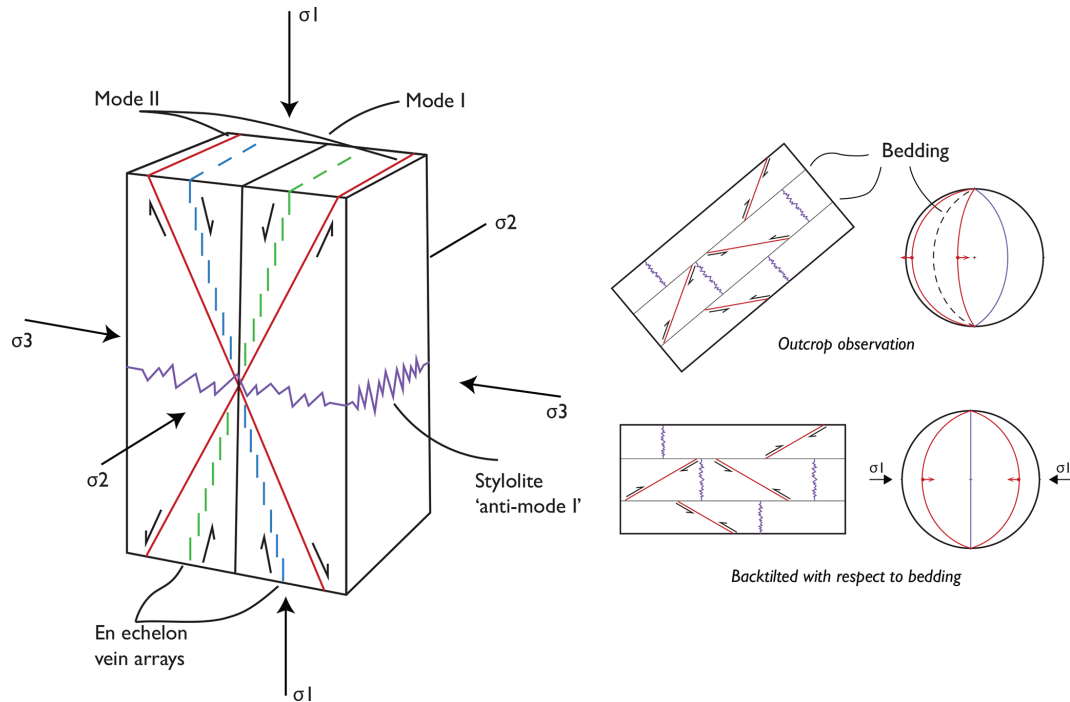 σ1
Mode II
Mode I
σ2
σ3
σ3
σ2
Stylolite
'anti-mode I'
En echelon
vein arrays
σ1
Bedding
Outcrop observation
σ1
σ1
Backtilted with respect to bedding